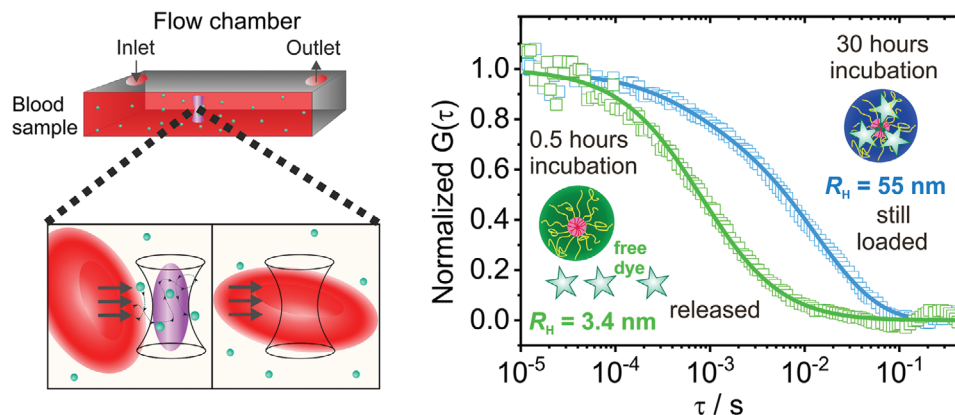 Flow chamber
Inlet
Outlet
Blood
sample
Normalized G(τ)
1.0
0.8
0.6
0.4
0.2
0.0
0.5 hours
incubation
free
dye
R_H = 3.4 nm
released
30 hours
incubation
R_H = 55 nm
still
loaded
10⁻⁵
10⁻⁴
10⁻³
10⁻²
10⁻¹
τ / s